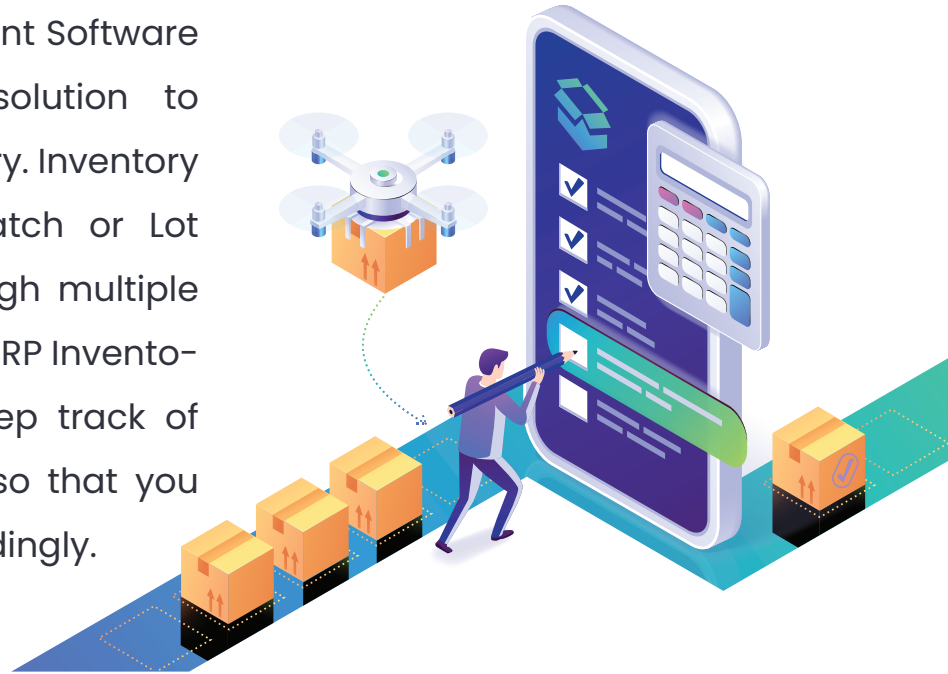 nt Software
solution to
ry. Inventory
atch or Lot
gh multiple
RP Invento-
ep track of
so that you
dingly.